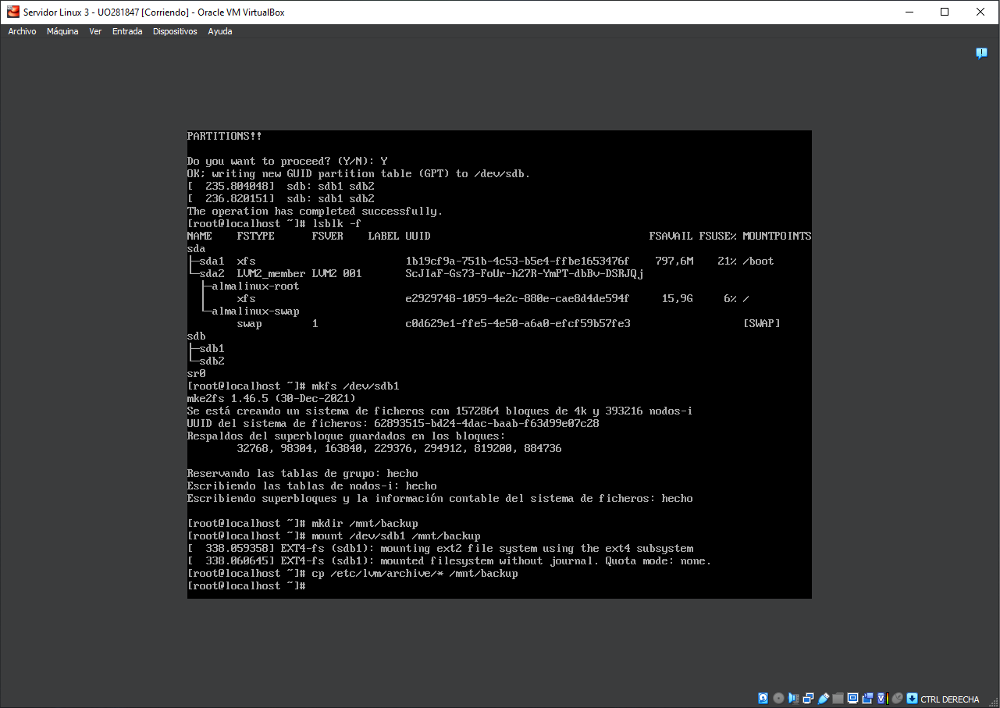 Servidor Linux 3 - UO281847 [Corriendo] - Oracle VM VirtualBox
Archivo Máquina Ver Entrada Dispositivos Ayuda
PARTITIONS!!
Do you want to proceed? (Y/N): Y
OK; writing new GUID partition table (GPT) to /dev/sdb.
[  235.804048]  sdb: sdb1 sdb2
[  236.820151]  sdb: sdb1 sdb2
The operation has completed successfully.
[root@localhost ~]# lsblk -f
NAME    FSTYPE      FSVER    LABEL UUID                                   FSAVAIL FSUSE% MOUNTPOINTS
sda
├─sda1  xfs                        1b19cf9a-751b-4c53-b5e4-ffbe1653476f    797,6M    21% /boot
└─sda2  LVM2_member LVM2 001       ScJIaF-Gs73-FoUr-h27R-YmPT-dbBv-DSRJQj
  ├─almalinux-root
        xfs                        e2929748-1059-4e2c-880e-cae8d4de594f     15,9G     6% /
  └─almalinux-swap
        swap        1              c0d629e1-ffe5-4e50-a6a0-efcf59b57fe3                  [SWAP]
sdb
├─sdb1
└─sdb2
sr0
[root@localhost ~]# mkfs /dev/sdb1
mke2fs 1.46.5 (30-Dec-2021)
Se está creando un sistema de ficheros con 1572864 bloques de 4k y 393216 nodos-i
UUID del sistema de ficheros: 62893515-bd24-4dac-baab-f63d99e07c28
Respaldos del superbloque guardados en los bloques:
        32768, 98304, 163840, 229376, 294912, 819200, 884736
Reservando las tablas de grupo: hecho
Escribiendo las tablas de nodos-i: hecho
Escribiendo superbloques y la información contable del sistema de ficheros: hecho
[root@localhost ~]# mkdir /mnt/backup
[root@localhost ~]# mount /dev/sdb1 /mnt/backup
[  338.059358] EXT4-fs (sdb1): mounting ext2 file system using the ext4 subsystem
[  338.060645] EXT4-fs (sdb1): mounted filesystem without journal. Quota mode: none.
[root@localhost ~]# cp /etc/lvm/archive/* /mnt/backup
[root@localhost ~]#
CTRL DERECHA